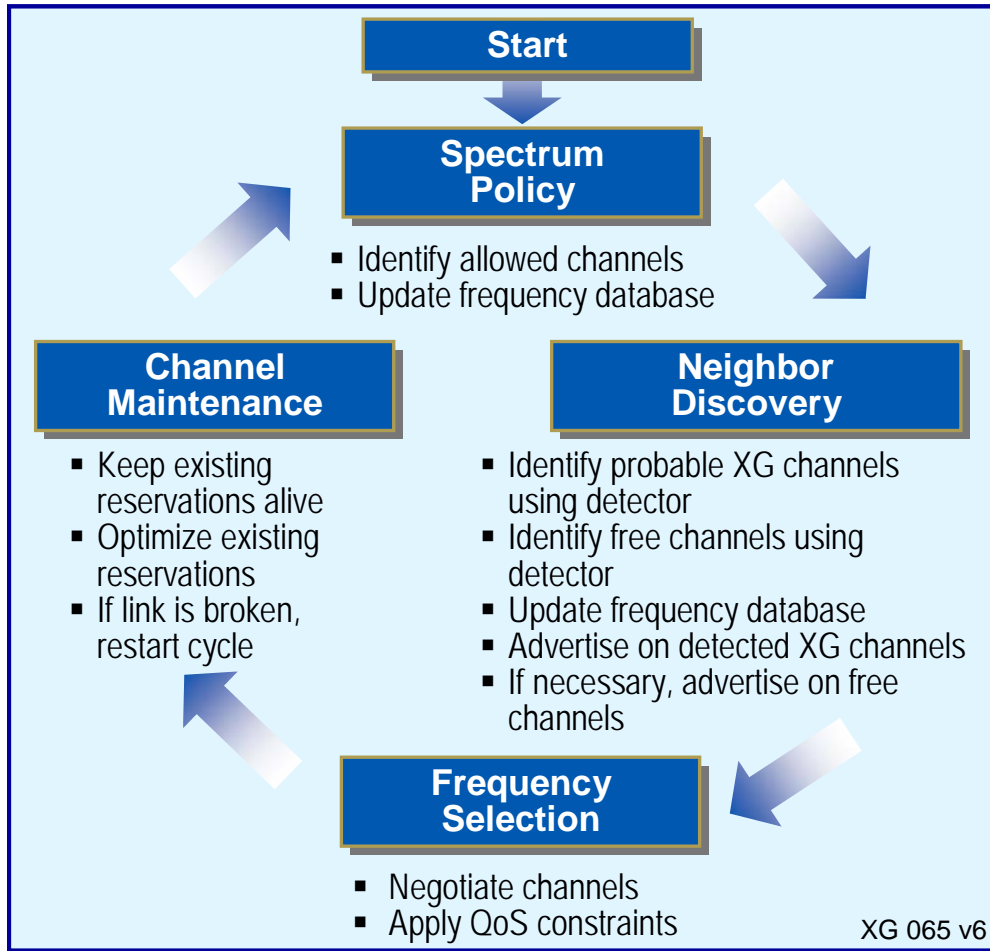 Start
Spectrum
Policy
▪ Identify allowed channels
▪ Update frequency database
Channel
Maintenance
▪ Keep existing
reservations alive
▪ Optimize existing
reservations
▪ If link is broken,
restart cycle
Neighbor
Discovery
▪ Identify probable XG channels
using detector
▪ Identify free channels using
detector
▪ Update frequency database
▪ Advertise on detected XG channels
▪ If necessary, advertise on free
channels
Frequency
Selection
▪ Negotiate channels
▪ Apply QoS constraints
XG 065 v6